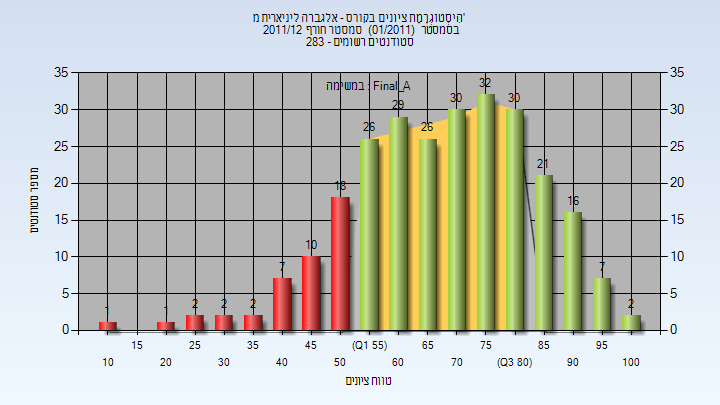 הִיסְטוֹגְרָמַת ציונים בקורס - אלגברה ליניארית מ'
בסמסטר (01/2011) סמסטר חורף 2011/12
סטודנטים רשומים - 283
במשימה : Final_A
מספר סטודנטים
35 35
30 30
25 25
20 20
15 15
10 10
5 5
0 0
1 1 2 2 2 7 10 18 26 29 26 30 32 30 21 16 7 2
15 25 35 45 (Q1 55) 65 75 85 95
10 20 30 40 50 60 70 (Q3 80) 90 100
טווח ציונים